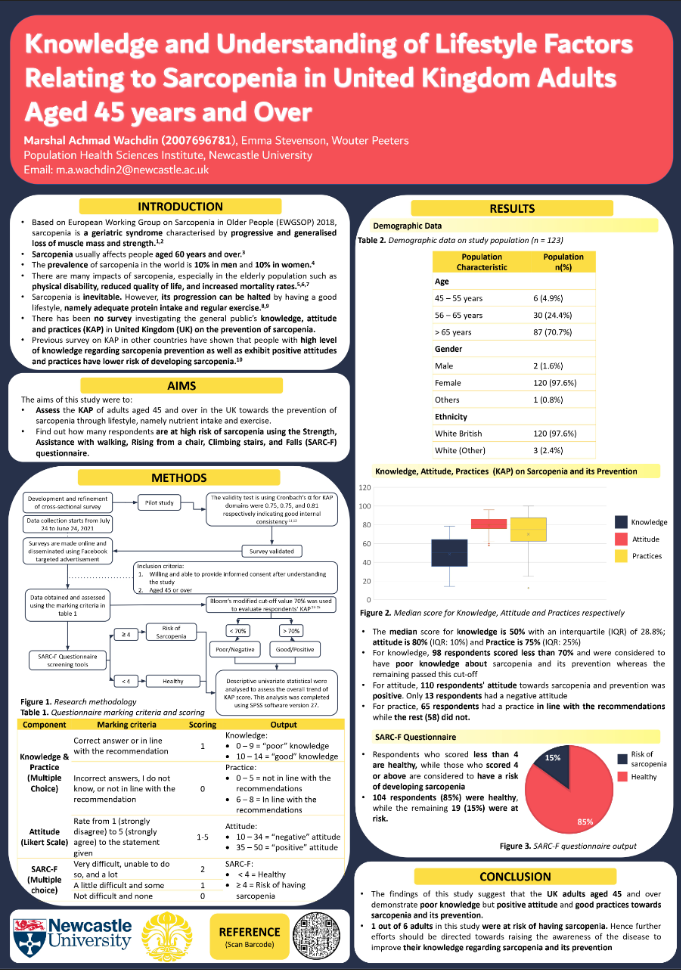 Knowledge and Understanding of Lifestyle Factors
Relating to Sarcopenia in United Kingdom Adults
Aged 45 years and Over
Marshal Achmad Wachdin (2007696781), Emma Stevenson, Wouter Peeters
Population Health Sciences Institute, Newcastle University
Email: m.a.wachdin2@newcastle.ac.uk
INTRODUCTION
• Based on European Working Group on Sarcopenia in Older People (EWGSOP) 2018,
sarcopenia is a geriatric syndrome characterised by progressive and generalised
loss of muscle mass and strength.1,2
• Sarcopenia usually affects people aged 60 years and over.3
• The prevalence of sarcopenia in the world is 10% in men and 10% in women.4
• There are many impacts of sarcopenia, especially in the elderly population such as
physical disability, reduced quality of life, and increased mortality rates.5,6,7
• Sarcopenia is inevitable. However, its progression can be halted by having a good
lifestyle, namely adequate protein intake and regular exercise.8,9
• There has been no survey investigating the general public's knowledge, attitude
and practices (KAP) in United Kingdom (UK) on the prevention of sarcopenia.
• Previous survey on KAP in other countries have shown that people with high level
of knowledge regarding sarcopenia prevention as well as exhibit positive attitudes
and practices have lower risk of developing sarcopenia.10
AIMS
The aims of this study were to:
• Assess the KAP of adults aged 45 and over in the UK towards the prevention of
sarcopenia through lifestyle, namely nutrient intake and exercise.
• Find out how many respondents are at high risk of sarcopenia using the Strength,
Assistance with walking, Rising from a chair, Climbing stairs, and Falls (SARC-F)
questionnaire.
METHODS
Development and refinement
of cross-sectional survey
Pilot study
The validity test is using Cronbach's α for KAP
domains were 0.75, 0.75, and 0.81
respectively indicating good internal
consistency
Data collection starts from July
24 to June 24, 2021
Surveys are made online and
disseminated using Facebook
targeted advertisement
Survey validated
Inclusion criteria:
1. Willing and able to provide informed consent after understanding
the study
2. Aged 45 or over
Data obtained and assessed
using the marking criteria in
table 1
Bloom's modified cut-off value 70% was used
to evaluate respondents' KAP
≥ 4
Risk of
Sarcopenia
< 70%
> 70%
Poor/Negative
Good/Positive
SARC-F Questionnaire
screening tools
< 4
Healthy
Descriptive univariate statistical were
analysed to assess the overall trend of
KAP score. This analysis was completed
using SPSS software version 27.
Figure 1. Research methodology
Table 1. Questionnaire marking criteria and scoring
Component Marking criteria Scoring Output
Knowledge &
Practice
(Multiple
Choice)
Correct answer or in line
with the recommendation
1
Knowledge:
• 0 – 9 = "poor" knowledge
• 10 – 14 = "good" knowledge
Incorrect answers, I do not
know, or not in line with the
recommendation
0
Practice:
• 0 – 5 = not in line with the
recommendations
• 6 – 8 = In line with the
recommendations
Attitude
(Likert Scale)
Rate from 1 (strongly
disagree) to 5 (strongly
agree) to the statement
given
1-5
Attitude:
• 10 – 34 = "negative" attitude
• 35 – 50 = "positive" attitude
SARC-F
(Multiple
choice)
Very difficult, unable to do
so, and a lot
2
A little difficult and some 1
Not difficult and none 0
SARC-F:
• < 4 = Healthy
• ≥ 4 = Risk of having
sarcopenia
Newcastle
University
REFERENCE
(Scan Barcode)
RESULTS
Demographic Data
Table 2. Demographic data on study population (n = 123)
Population
Characteristic
Population
n(%)
Age
45 – 55 years 6 (4.9%)
56 – 65 years 30 (24.4%)
> 65 years 87 (70.7%)
Gender
Male 2 (1.6%)
Female 120 (97.6%)
Others 1 (0.8%)
Ethnicity
White British 120 (97.6%)
White (Other) 3 (2.4%)
Knowledge, Attitude, Practices (KAP) on Sarcopenia and its Prevention
120
100
80
60
40
20
0
Knowledge
Attitude
Practices
Figure 2. Median score for Knowledge, Attitude and Practices respectively
• The median score for knowledge is 50% with an interquartile (IQR) of 28.8%;
attitude is 80% (IQR: 10%) and Practice is 75% (IQR: 25%)
• For knowledge, 98 respondents scored less than 70% and were considered to
have poor knowledge about sarcopenia and its prevention whereas the
remaining passed this cut-off
• For attitude, 110 respondents' attitude towards sarcopenia and prevention was
positive. Only 13 respondents had a negative attitude
• For practice, 65 respondents had a practice in line with the recommendations
while the rest (58) did not.
SARC-F Questionnaire
• Respondents who scored less than 4
are healthy, while those who scored 4
or above are considered to have a risk
of developing sarcopenia
• 104 respondents (85%) were healthy,
while the remaining 19 (15%) were at
risk.
15%
85%
Risk of
sarcopenia
Healthy
Figure 3. SARC-F questionnaire output
CONCLUSION
• The findings of this study suggest that the UK adults aged 45 and over
demonstrate poor knowledge but positive attitude and good practices towards
sarcopenia and its prevention.
• 1 out of 6 adults in this study were at risk of having sarcopenia. Hence further
efforts should be directed towards raising the awareness of the disease to
improve their knowledge regarding sarcopenia and its prevention